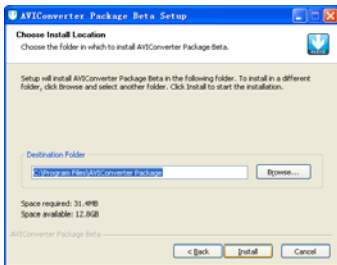 AVIConverter Package Beta Setup
Choose Install Location
Choose the folder in which to install AVIConverter Package Beta.
Setup will install AVIConverter Package Beta in the following folder. To install in a different
folder, click Browse and select another folder. Click Install to start the installation.
Destination Folder
C:\Program Files\AVIConverter Package
Browse...
Space required: 31.4MB
Space available: 12.8GB
AVIConverter Package Beta
< Back
Install
Cancel